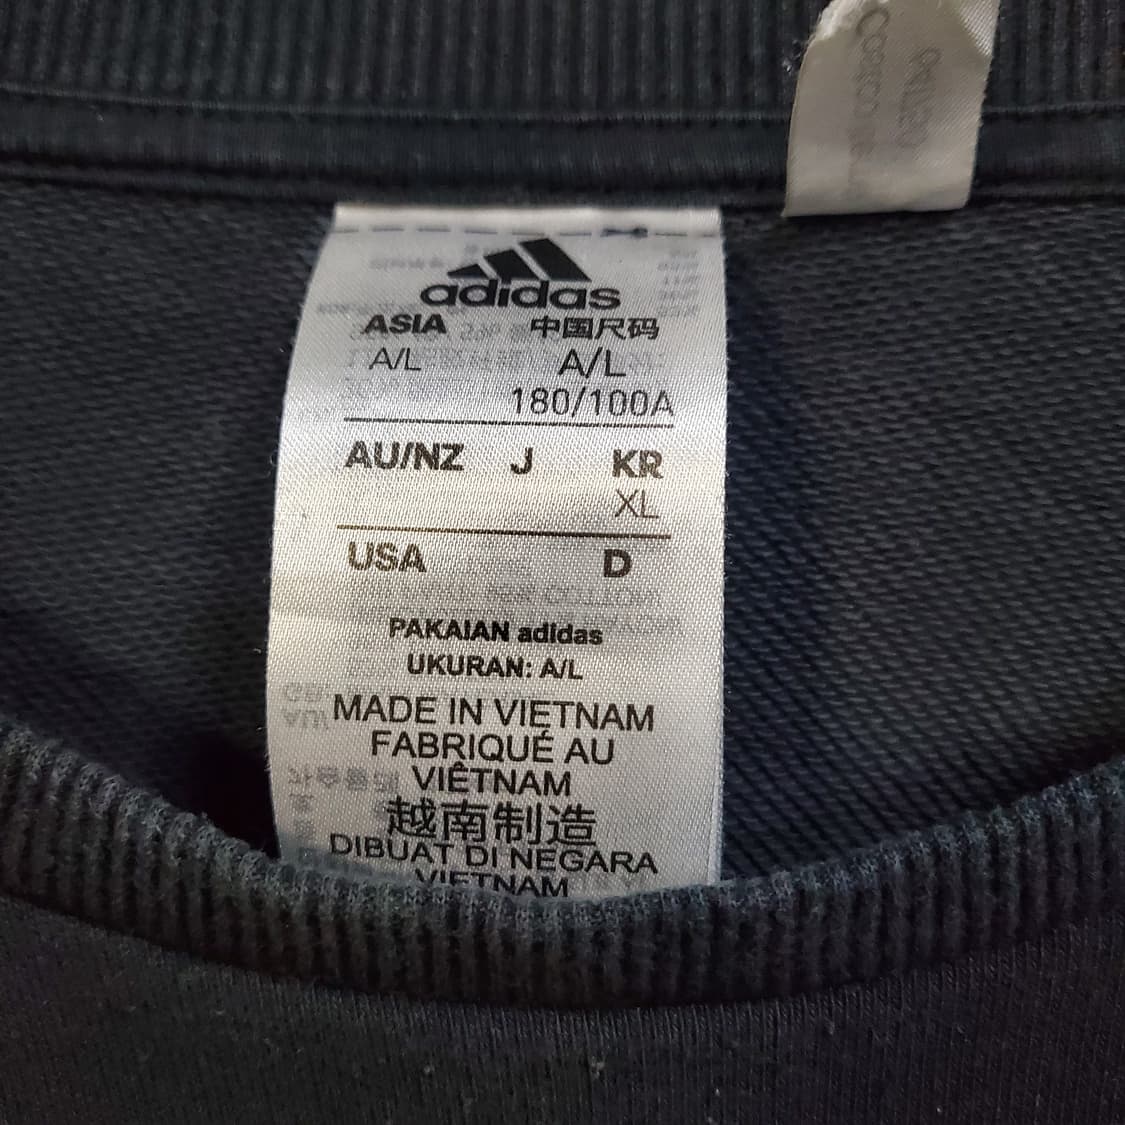 adidas
ASIA 中国尺码
A/L A/L
180/100A
AU/NZ J KR
XL
USA D
PAKAIAN adidas
UKURAN: A/L
MADE IN VIETNAM
FABRIQUÉ AU
VIÊTNAM
越南制造
DIBUAT DI NEGARA
VIETNAM